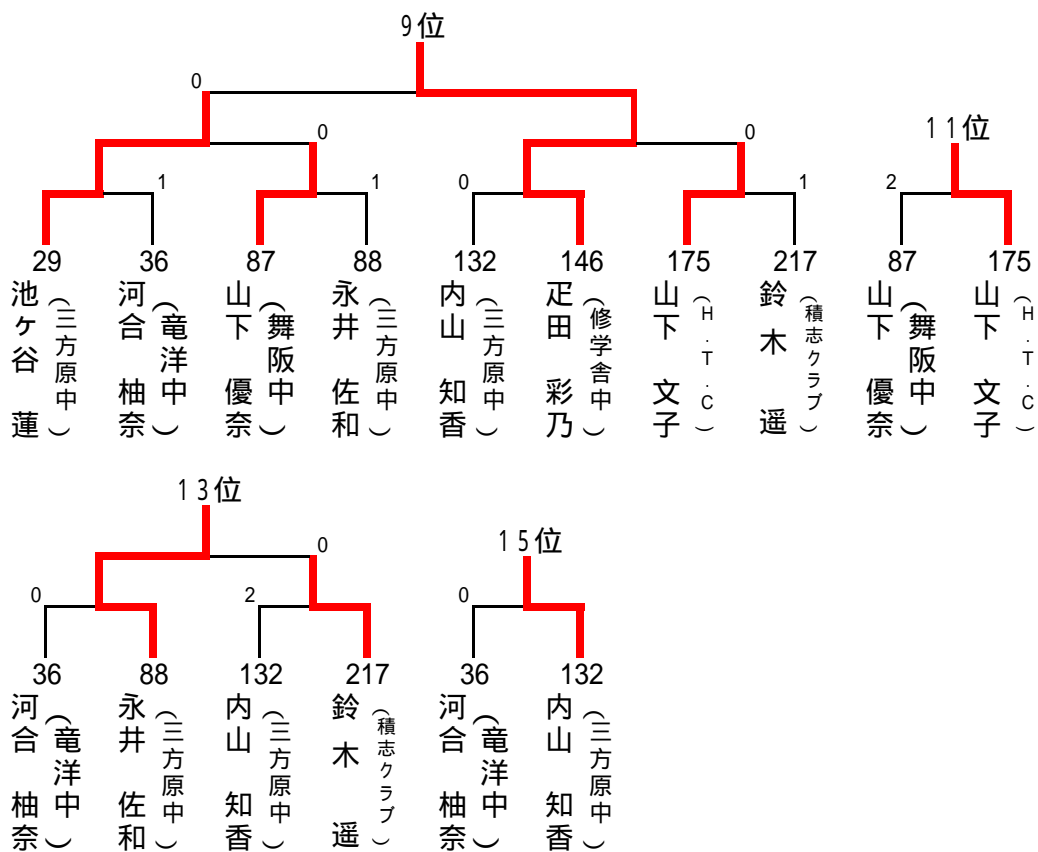 9位
0
0
0
11位
1
1
0
1
2
29
36
87
88
132
146
175
217
87
175
池ヶ谷 蓮 (三方原中)
河合 柚奈 (竜洋中)
山下 優奈 (舞阪中)
永井 佐和 (三方原中)
内山 知香 (三方原中)
疋田 彩乃 (修学舎中)
山下 文子 (H.T.C)
鈴木 遥 (積志クラブ)
山下 優奈 (舞阪中)
山下 文子 (H.T.C)
13位
15位
0
0
2
0
36
88
132
217
36
132
河合 柚奈 (竜洋中)
永井 佐和 (三方原中)
内山 知香 (三方原中)
鈴木 遥 (積志クラブ)
河合 柚奈 (竜洋中)
内山 知香 (三方原中)